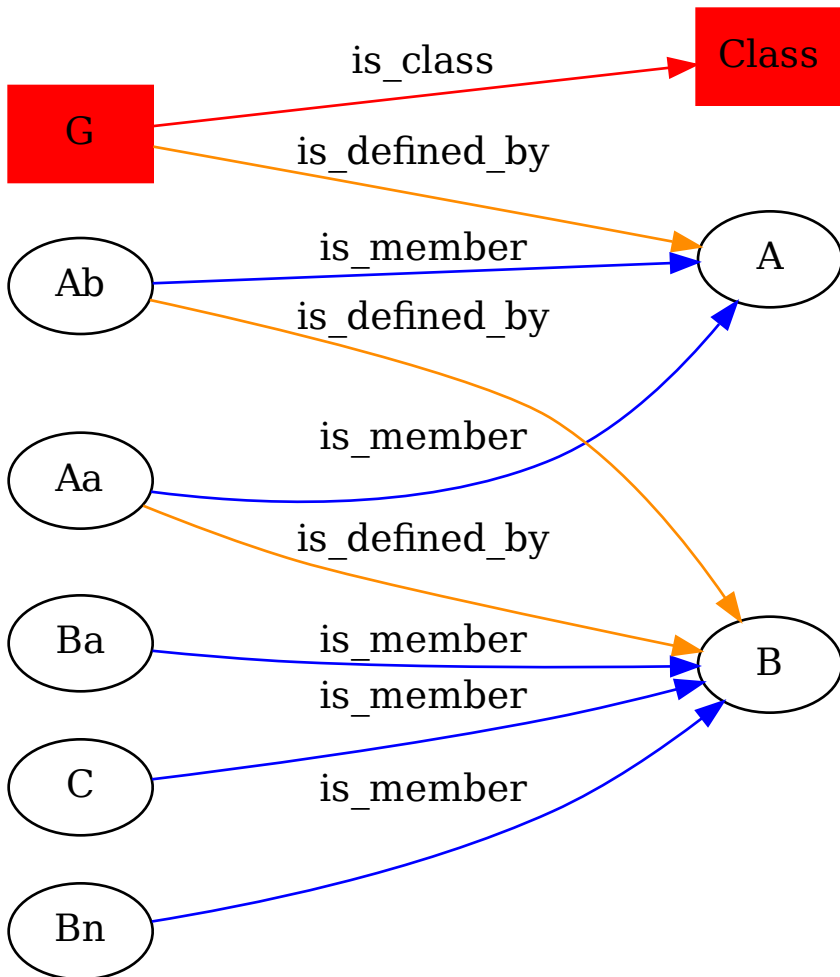 is_class
Class
G
is_defined_by
is_member
A
Ab
is_defined_by
is_member
Aa
is_defined_by
Ba
is_member
B
is_member
C
is_member
Bn